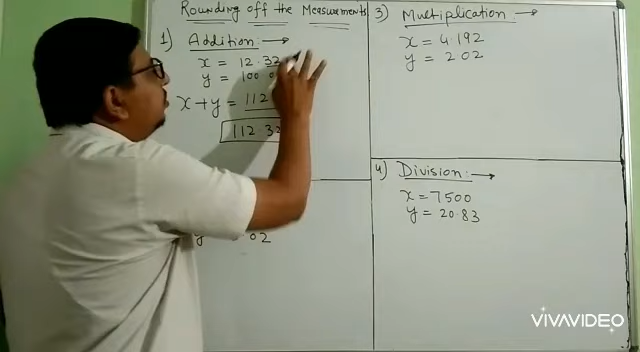 Rounding off the Measurements
1) Addition :→
x = 12.32
y = 100.0
x + y = 112
112.32
y = 02
3) Multiplication :→
x = 4.192
y = 2 02
4) Division :→
x = 7500
y = 20.83
VIVAVIDEO